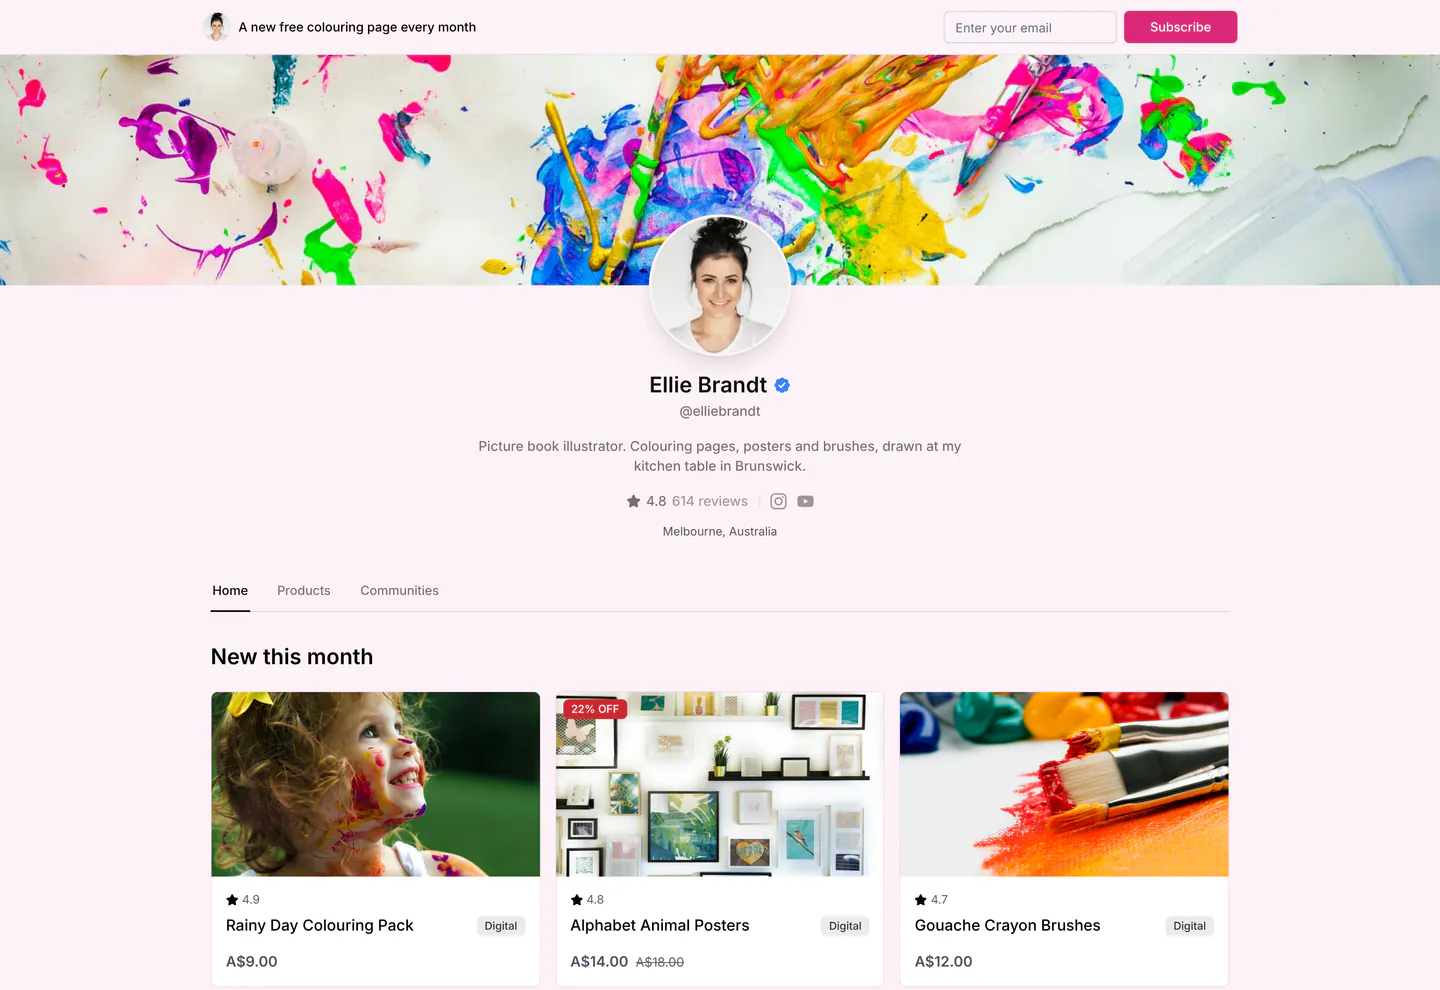 A new free colouring page every month
Enter your email
Subscribe
Ellie Brandt
@elliebrandt
Picture book illustrator. Colouring pages, posters and brushes, drawn at my
kitchen table in Brunswick.
4.8 614 reviews
Melbourne, Australia
Home Products Communities
New this month
22% OFF
4.9
Rainy Day Colouring Pack
Digital
A$9.00
4.8
Alphabet Animal Posters
Digital
A$14.00 A$18.00
4.7
Gouache Crayon Brushes
Digital
A$12.00